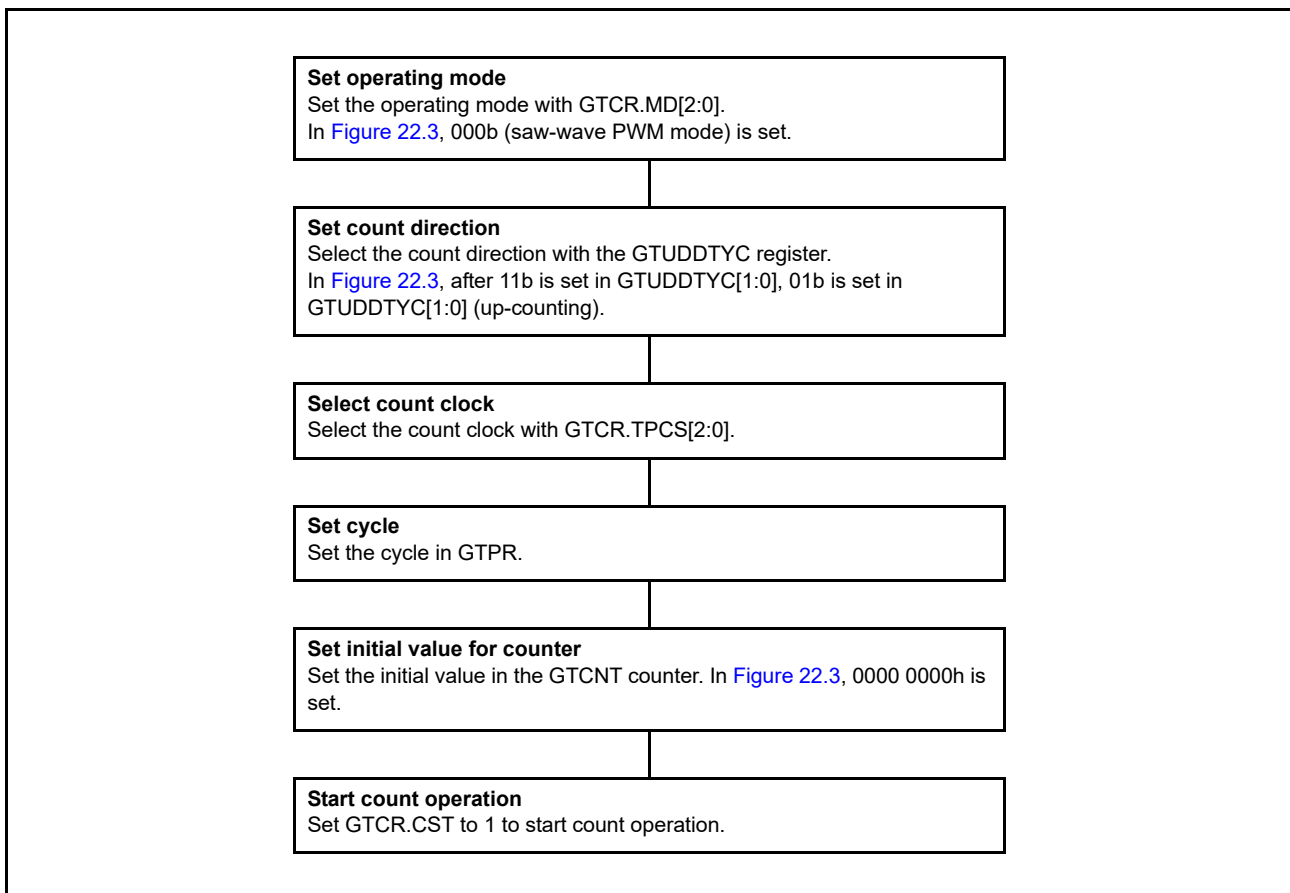 Set operating mode
Set the operating mode with GTCR.MD[2:0].
In Figure 22.3, 000b (saw-wave PWM mode) is set.
Set count direction
Select the count direction with the GTUDDTYC register.
In Figure 22.3, after 11b is set in GTUDDTYC[1:0], 01b is set in
GTUDDTYC[1:0] (up-counting).
Select count clock
Select the count clock with GTCR.TPCS[2:0].
Set cycle
Set the cycle in GTPR.
Set initial value for counter
Set the initial value in the GTCNT counter. In Figure 22.3, 0000 0000h is
set.
Start count operation
Set GTCR.CST to 1 to start count operation.